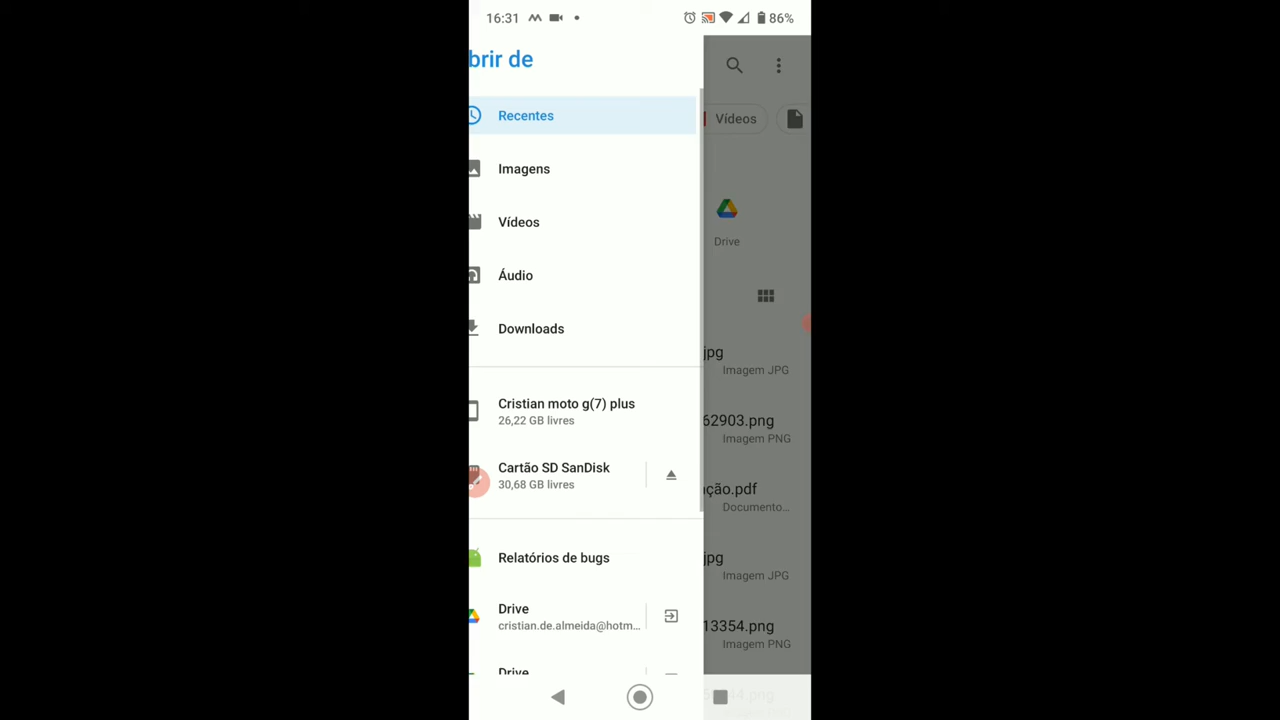 16:31
86%
brir de
Recentes
Vídeos
Imagens
Vídeos
Drive
Áudio
Downloads
jpg
Imagem JPG
Cristian moto g(7) plus
26,22 GB livres
62903.png
Imagem PNG
Cartão SD SanDisk
30,68 GB livres
ção.pdf
Documento...
Relatórios de bugs
jpg
Imagem JPG
Drive
cristian.de.almeida@hotm...
13354.png
Imagem PNG
Drive
44.png